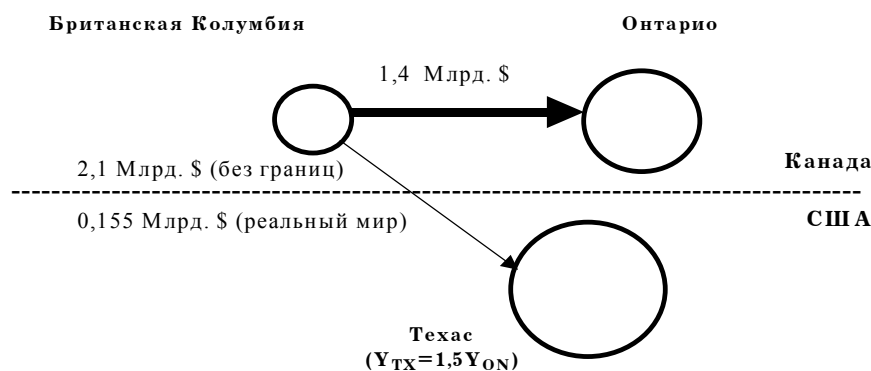 Британская Колумбия
Онтарио
1,4 Млрд. $
2,1 Млрд. $ (без границ)
Канада
0,155 Млрд. $ (реальный мир)
США
Техас
(YTX=1,5YON)